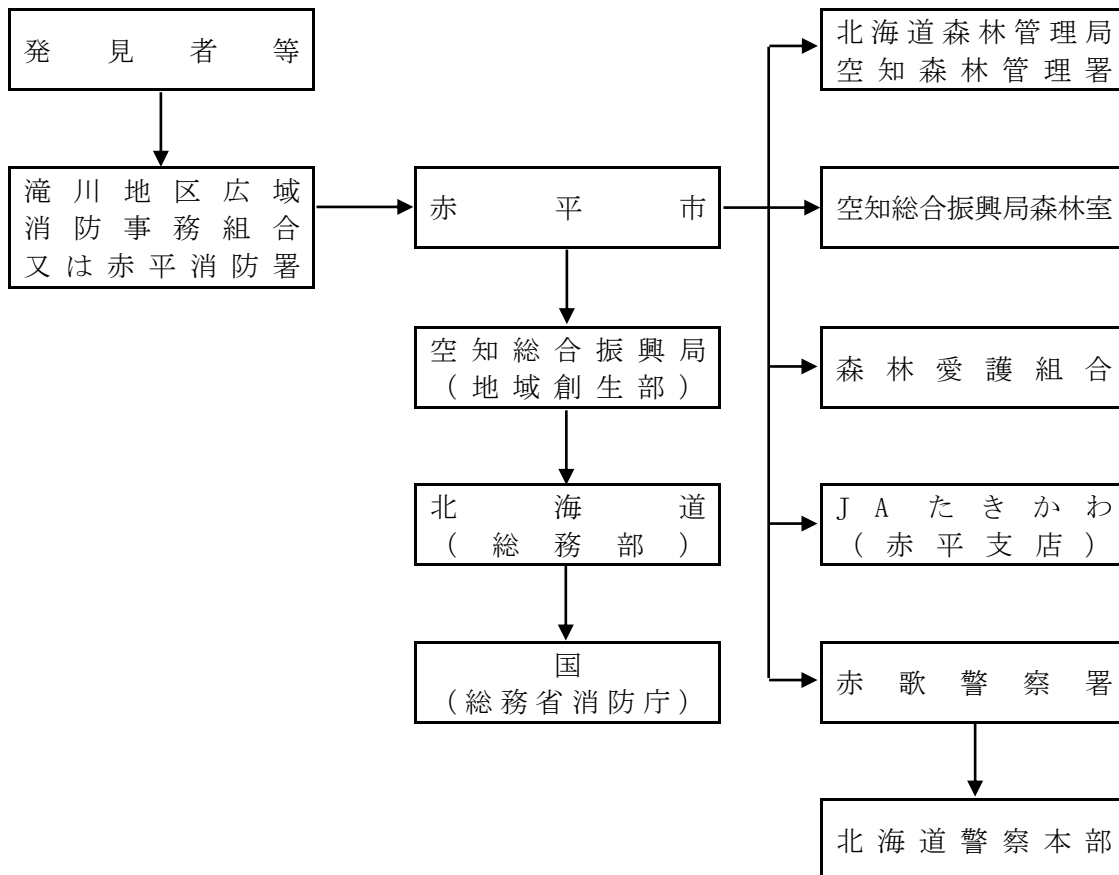 発見者等
滝川地区広域
消防事務組合
又は赤平消防署
赤平市
空知総合振興局
(地域創生部)
北海道
(総務部)
国
(総務省消防庁)
北海道森林管理局
空知森林管理署
空知総合振興局森林室
森林愛護組合
JAたきかわ
(赤平支店)
赤歌警察署
北海道警察本部